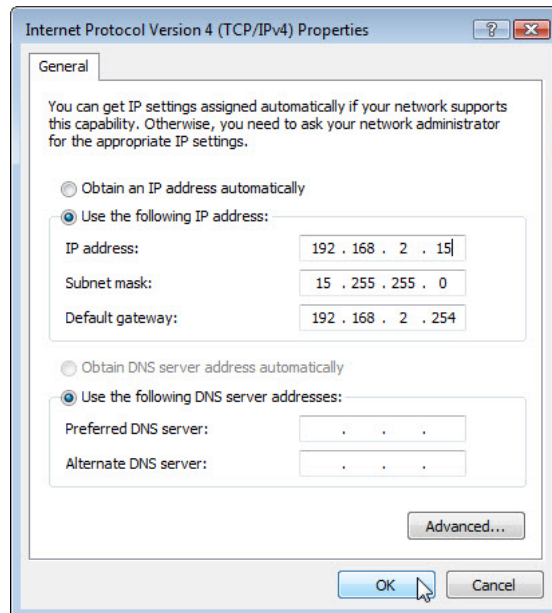 Internet Protocol Version 4 (TCP/IPv4) Properties
General
You can get IP settings assigned automatically if your network supports
this capability. Otherwise, you need to ask your network administrator
for the appropriate IP settings.
Obtain an IP address automatically
Use the following IP address:
IP address: 192 . 168 . 2 . 15
Subnet mask: 15 . 255 . 255 . 0
Default gateway: 192 . 168 . 2 . 254
Obtain DNS server address automatically
Use the following DNS server addresses:
Preferred DNS server: . . .
Alternate DNS server: . . .
Advanced...
OK Cancel